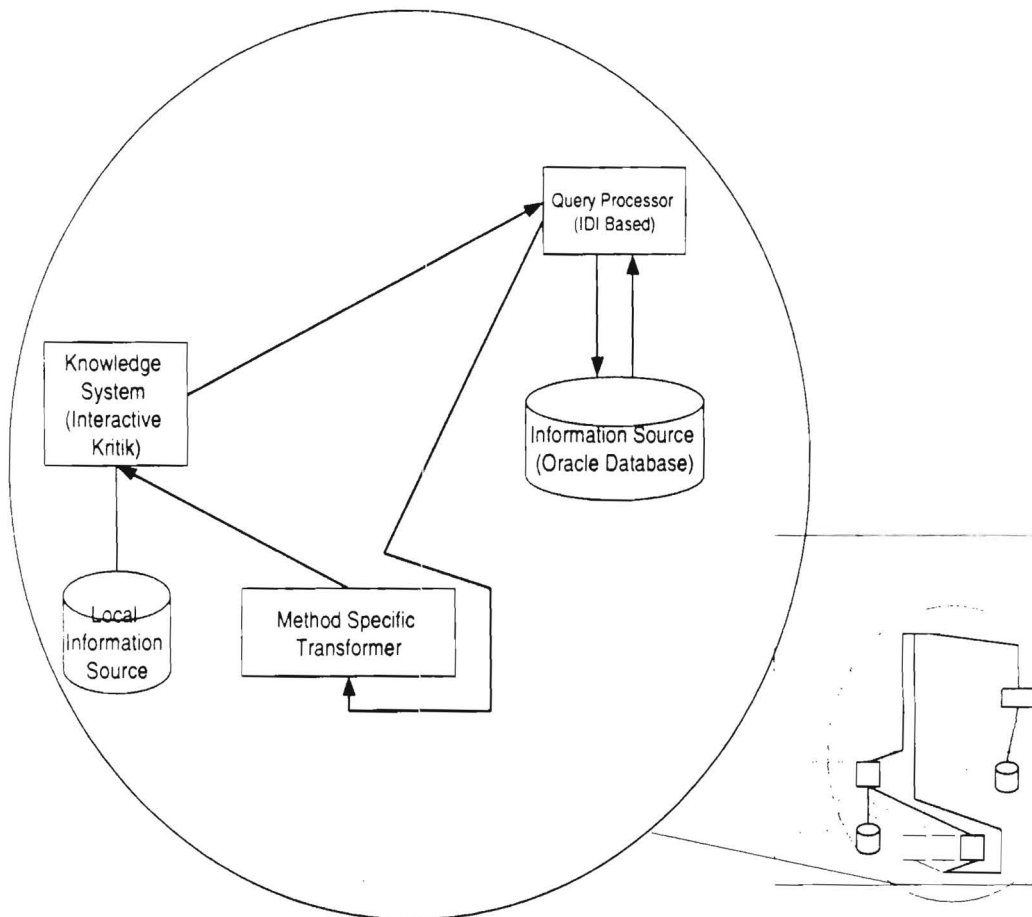 Query Processor
(IDI Based)
Knowledge
System
(Interactive
Kritik)
Information Source
(Oracle Database)
Local
Information
Source
Method Specific
Transformer